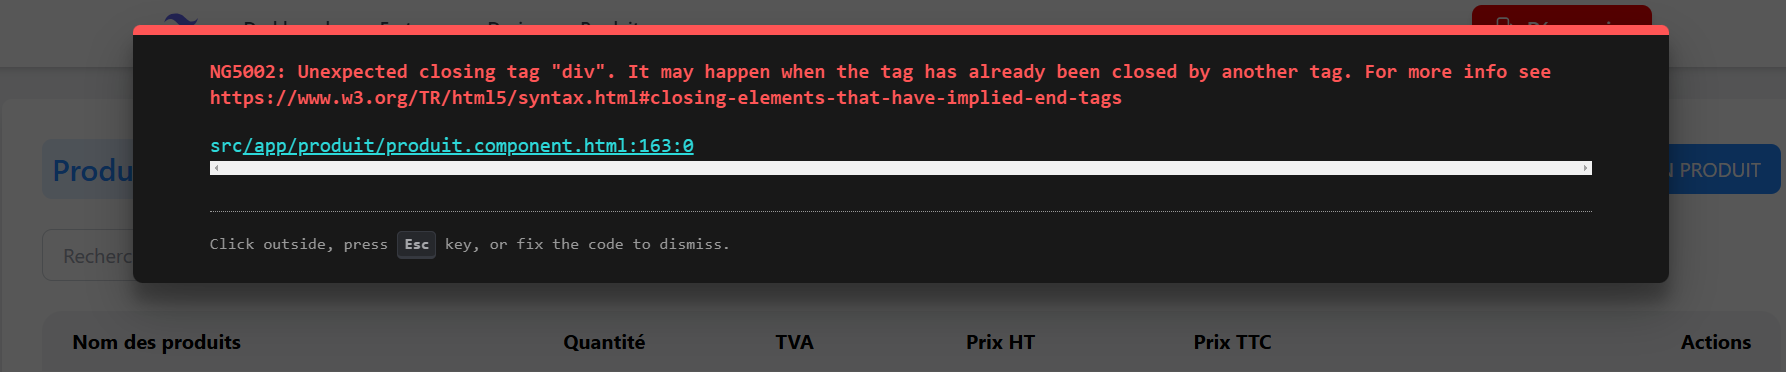 NG5002: Unexpected closing tag "div". It may happen when the tag has already been closed by another tag. For more info see
https://www.w3.org/TR/html5/syntax.html#closing-elements-that-have-implied-end-tags
src/app/produit/produit.component.html:163:0
Produ
N PRODUIT
Click outside, press Esc key, or fix the code to dismiss.
Recherc
Nom des produits Quantité TVA Prix HT Prix TTC Actions